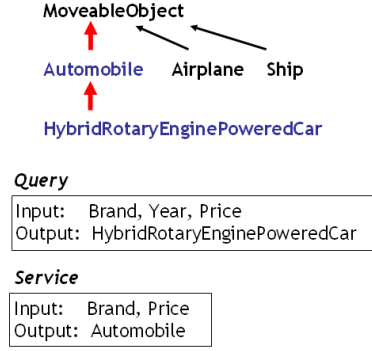 MoveableObject
Automobile Airplane Ship
HybridRotaryEnginePoweredCar
Query
Input: Brand, Year, Price
Output: HybridRotaryEnginePoweredCar
Service
Input: Brand, Price
Output: Automobile